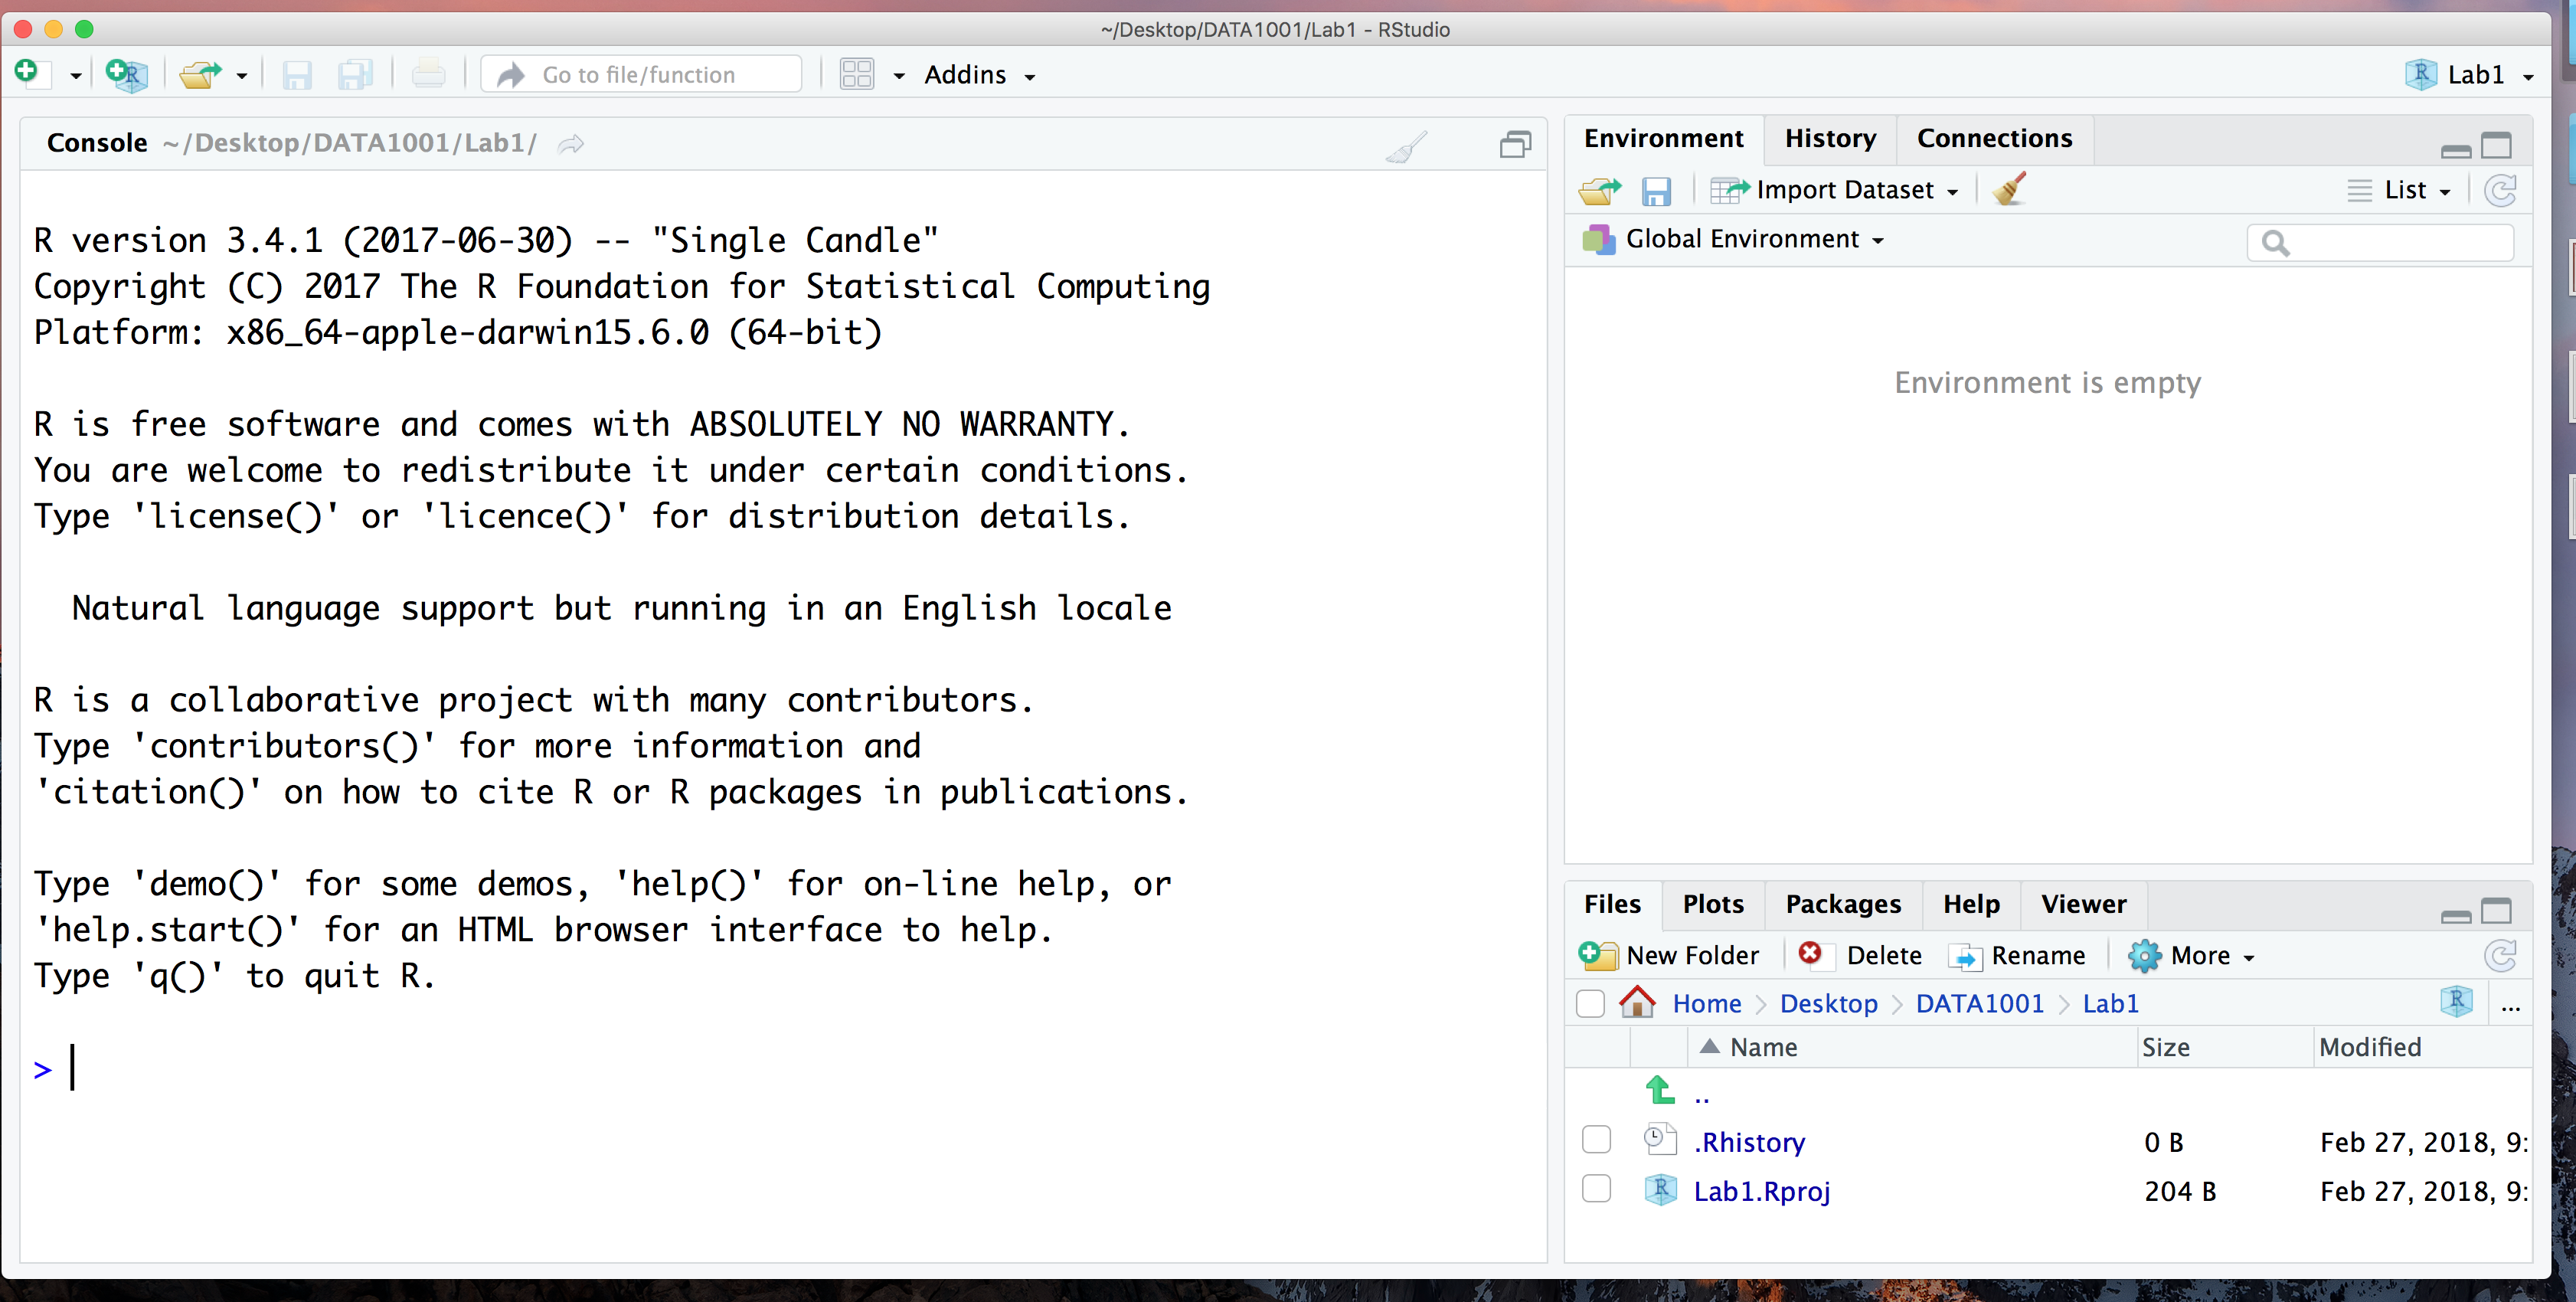 ~/Desktop/DATA1001/Lab1 - RStudio
Go to file/function
Addins
Lab1
Console ~/Desktop/DATA1001/Lab1/
R version 3.4.1 (2017-06-30) -- "Single Candle"
Copyright (C) 2017 The R Foundation for Statistical Computing
Platform: x86_64-apple-darwin15.6.0 (64-bit)
R is free software and comes with ABSOLUTELY NO WARRANTY.
You are welcome to redistribute it under certain conditions.
Type 'license()' or 'licence()' for distribution details.
Natural language support but running in an English locale
R is a collaborative project with many contributors.
Type 'contributors()' for more information and
'citation()' on how to cite R or R packages in publications.
Type 'demo()' for some demos, 'help()' for on-line help, or
'help.start()' for an HTML browser interface to help.
Type 'q()' to quit R.
>
Environment History Connections
Import Dataset List
Global Environment
Environment is empty
Files Plots Packages Help Viewer
New Folder Delete Rename More
Home Desktop DATA1001 Lab1 ...
Name Size Modified
..
.Rhistory 0 B Feb 27, 2018, 9:
Lab1.Rproj 204 B Feb 27, 2018, 9: